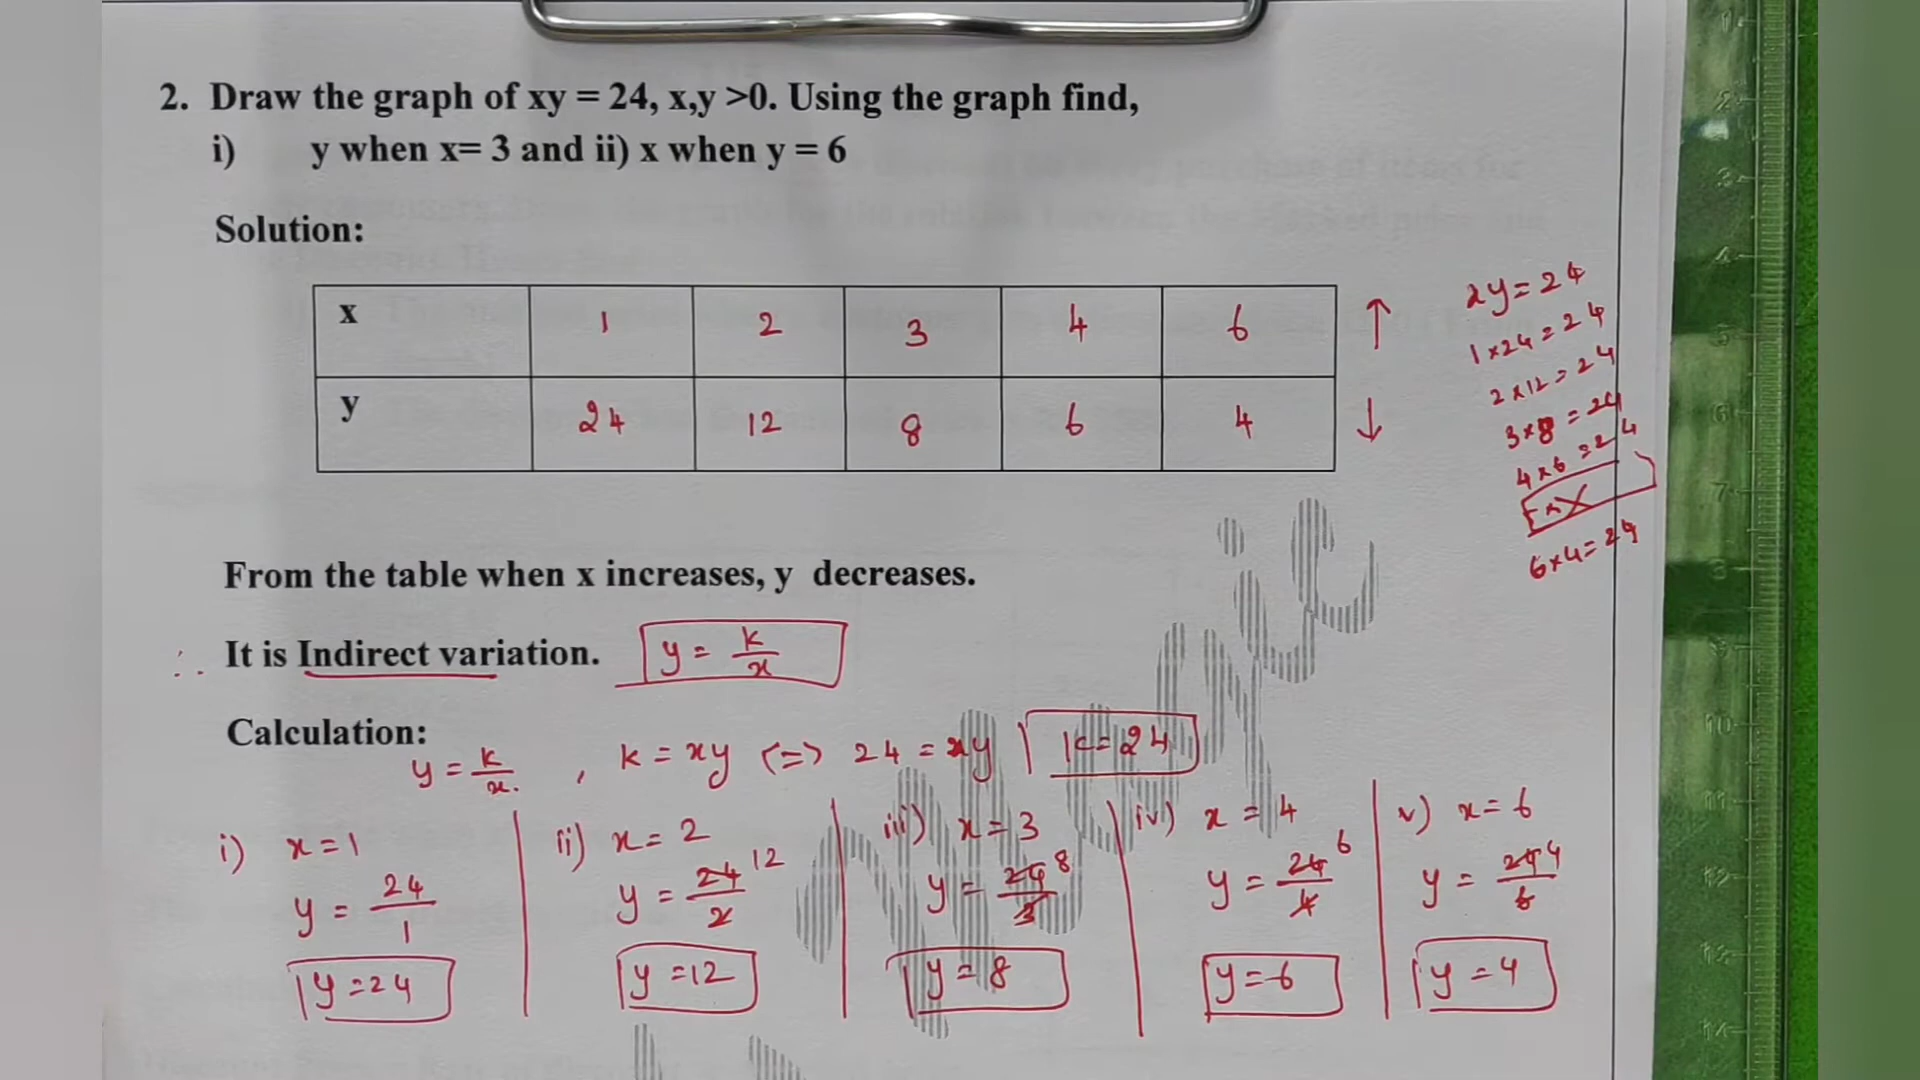 2. Draw the graph of xy = 24, x,y >0. Using the graph find,
i) y when x= 3 and ii) x when y = 6
Solution:
x 1 2 3 4 6 ↑
y 24 12 8 6 4 ↓
xy = 24
1 × 24 = 24
2 × 12 = 24
3 × 8 = 24
4 × 6 = 24
6 × 4 = 24
From the table when x increases, y decreases.
∴ It is Indirect variation. y = k/x
Calculation:
y = k/x. , k = xy (=) 24 = xy k = 24
i) x = 1
y = 24/1
y = 24
ii) x = 2
y = 24/2 12
y = 12
iii) x = 3
y = 24/3 8
y = 8
iv) x = 4
y = 24/4 6
y = 6
v) x = 6
y = 24/6 4
y = 4